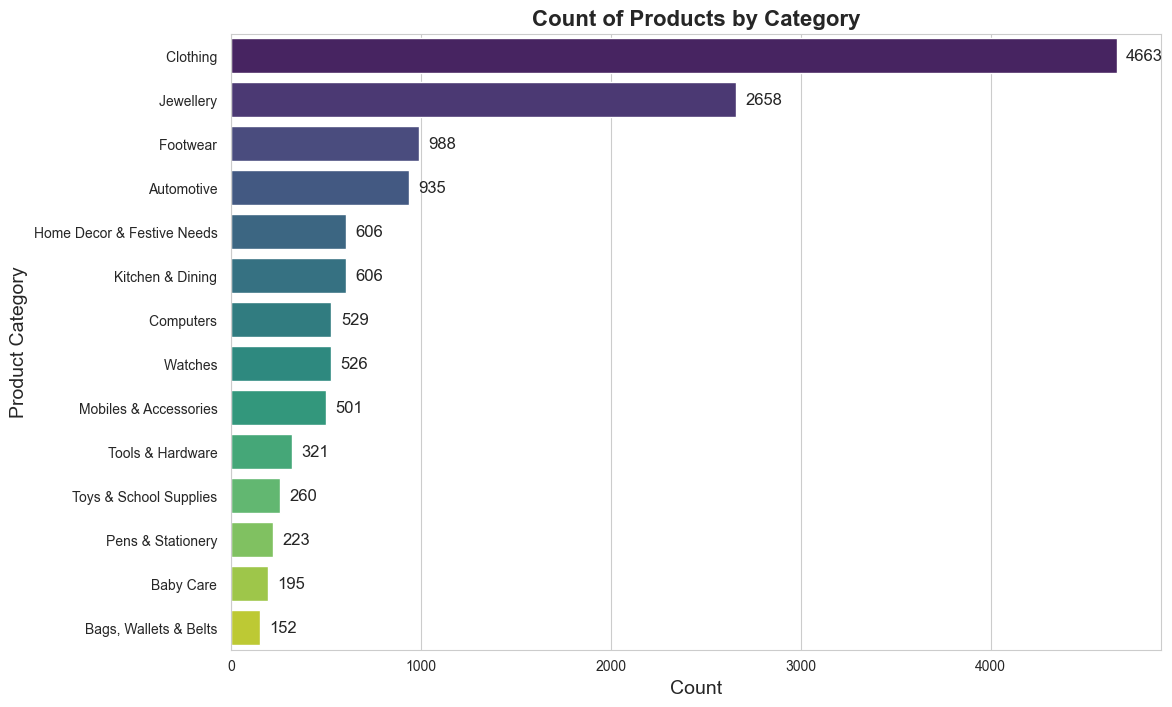 Count of Products by Category
Product Category
Clothing 4663
Jewellery 2658
Footwear 988
Automotive 935
Home Decor & Festive Needs 606
Kitchen & Dining 606
Computers 529
Watches 526
Mobiles & Accessories 501
Tools & Hardware 321
Toys & School Supplies 260
Pens & Stationery 223
Baby Care 195
Bags, Wallets & Belts 152
0 1000 2000 3000 4000
Count